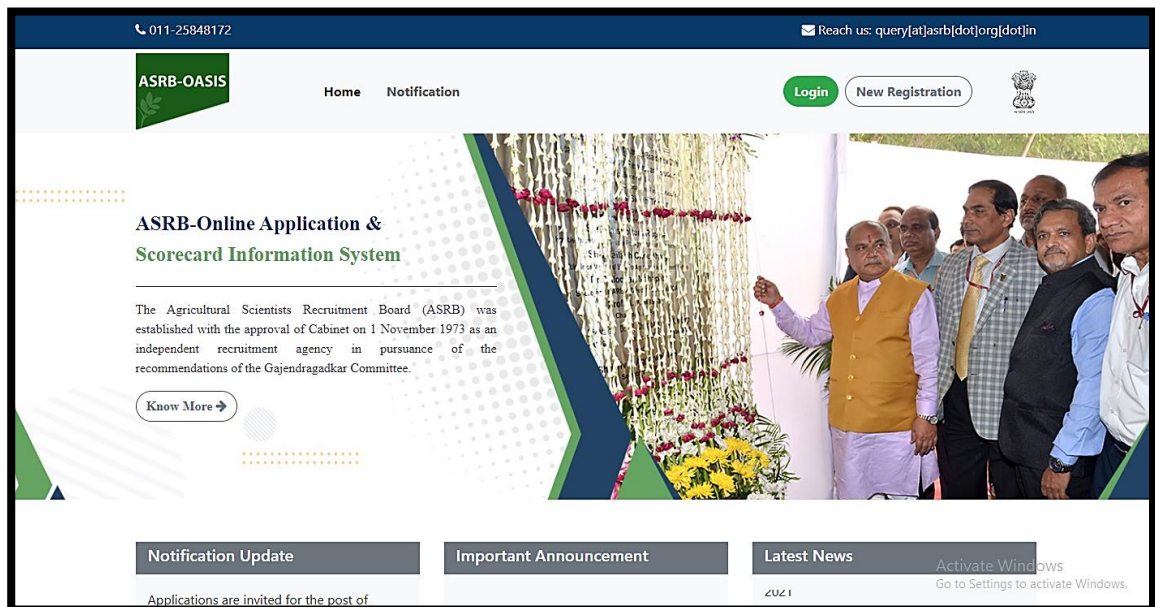 011-25848172
Reach us: query[at]asrb[dot]org[dot]in
ASRB-OASIS
Home
Notification
Login
New Registration
ASRB-Online Application &
Scorecard Information System
The Agricultural Scientists Recruitment Board (ASRB) was
established with the approval of Cabinet on 1 November 1973 as an
independent recruitment agency in pursuance of the
recommendations of the Gajendragadkar Committee.
Know More
Notification Update
Important Announcement
Latest News
Applications are invited for the post of
2021
Activate Windows
Go to Settings to activate Windows.